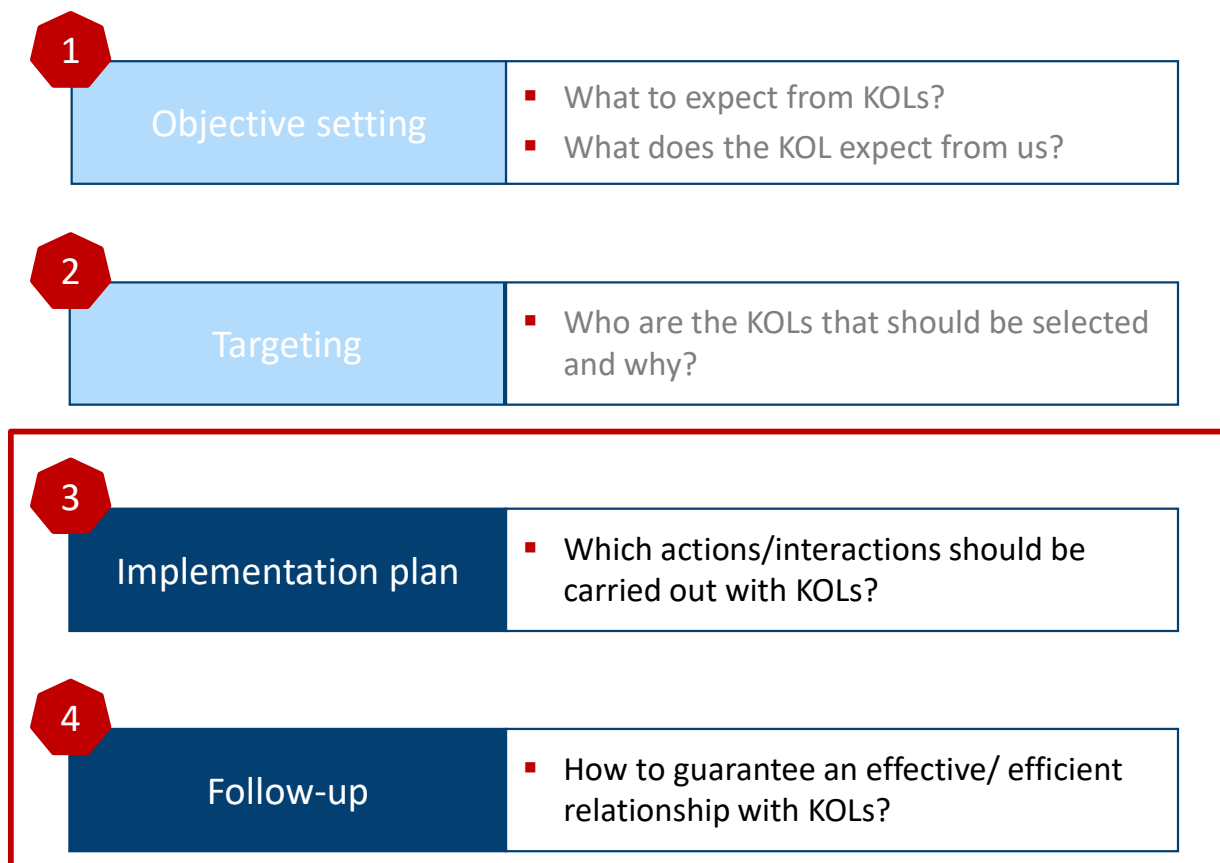 1
Objective setting
▪ What to expect from KOLs?
▪ What does the KOL expect from us?
2
Targeting
▪ Who are the KOLs that should be selected
and why?
3
Implementation plan
▪ Which actions/interactions should be
carried out with KOLs?
4
Follow-up
▪ How to guarantee an effective/ efficient
relationship with KOLs?